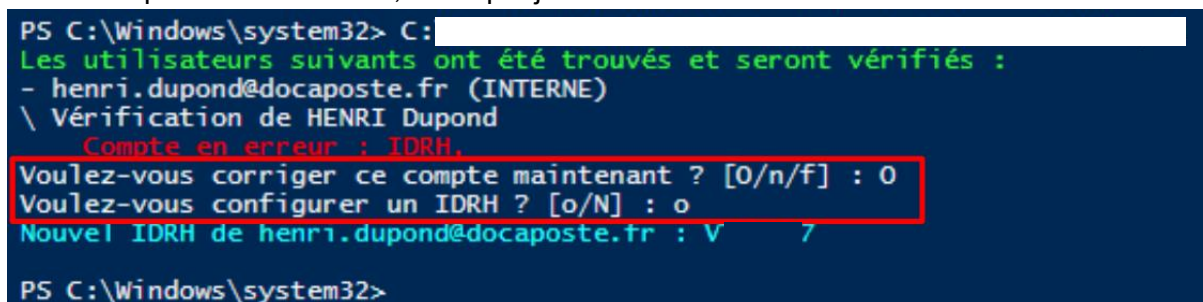 PS C:\Windows\system32> C:
Les utilisateurs suivants ont été trouvés et seront vérifiés :
- henri.dupond@docaposte.fr (INTERNE)
\ Vérification de HENRI Dupond
Compte en erreur : IDRH,
Voulez-vous corriger ce compte maintenant ? [O/n/f] : O
Voulez-vous configurer un IDRH ? [o/N] : o
Nouvel IDRH de henri.dupond@docaposte.fr : V 7
PS C:\Windows\system32>